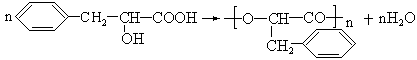 n CH₂—CH—COOH → [ O—CH—CO ]n + nH₂O
OH CH₂